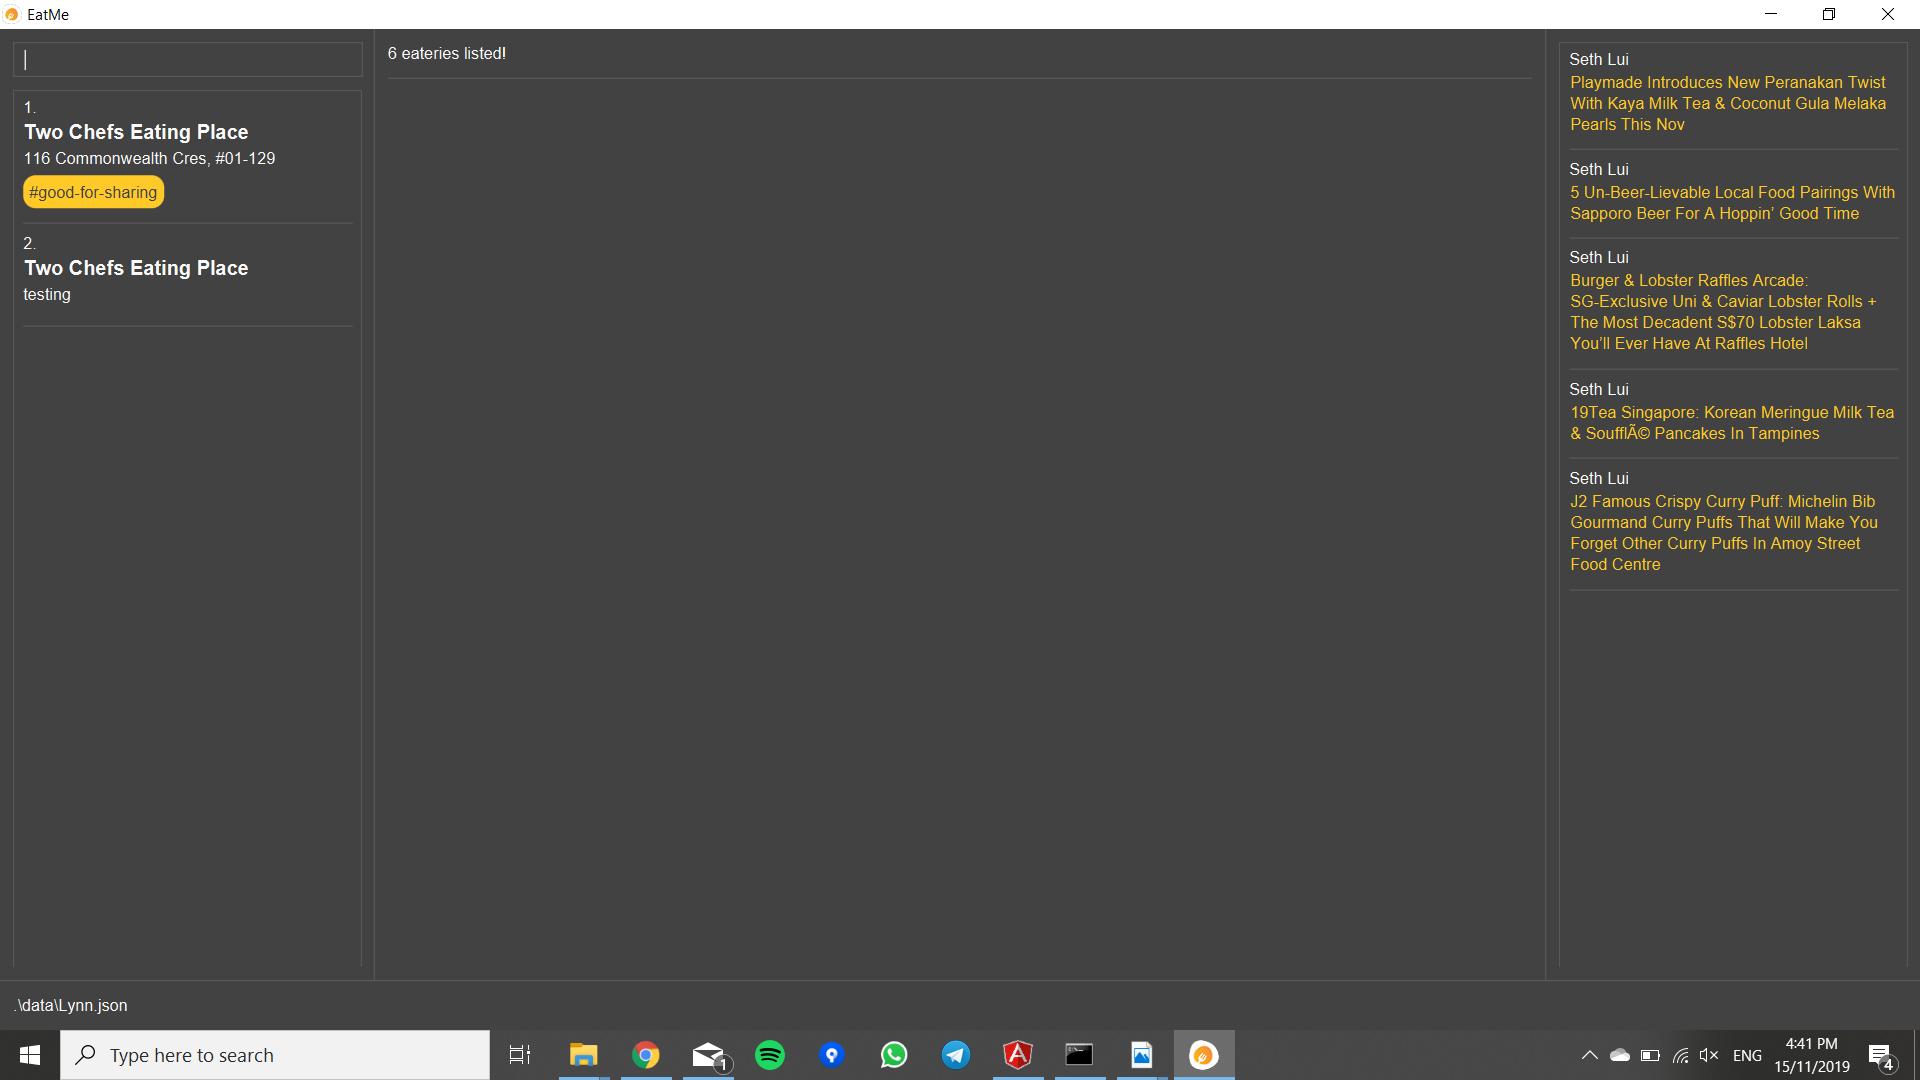 EatMe
1.
Two Chefs Eating Place
116 Commonwealth Cres, #01-129
#good-for-sharing
2.
Two Chefs Eating Place
testing
6 eateries listed!
Seth Lui
Playmade Introduces New Peranakan Twist
With Kaya Milk Tea & Coconut Gula Melaka
Pearls This Nov
Seth Lui
5 Un-Beer-Lievable Local Food Pairings With
Sapporo Beer For A Hoppin’ Good Time
Seth Lui
Burger & Lobster Raffles Arcade:
SG-Exclusive Uni & Caviar Lobster Rolls +
The Most Decadent S$70 Lobster Laksa
You’ll Ever Have At Raffles Hotel
Seth Lui
19Tea Singapore: Korean Meringue Milk Tea
& SoufflÃ© Pancakes In Tampines
Seth Lui
J2 Famous Crispy Curry Puff: Michelin Bib
Gourmand Curry Puffs That Will Make You
Forget Other Curry Puffs In Amoy Street
Food Centre
.\data\Lynn.json
Type here to search
1
ENG
4:41 PM
15/11/2019
4